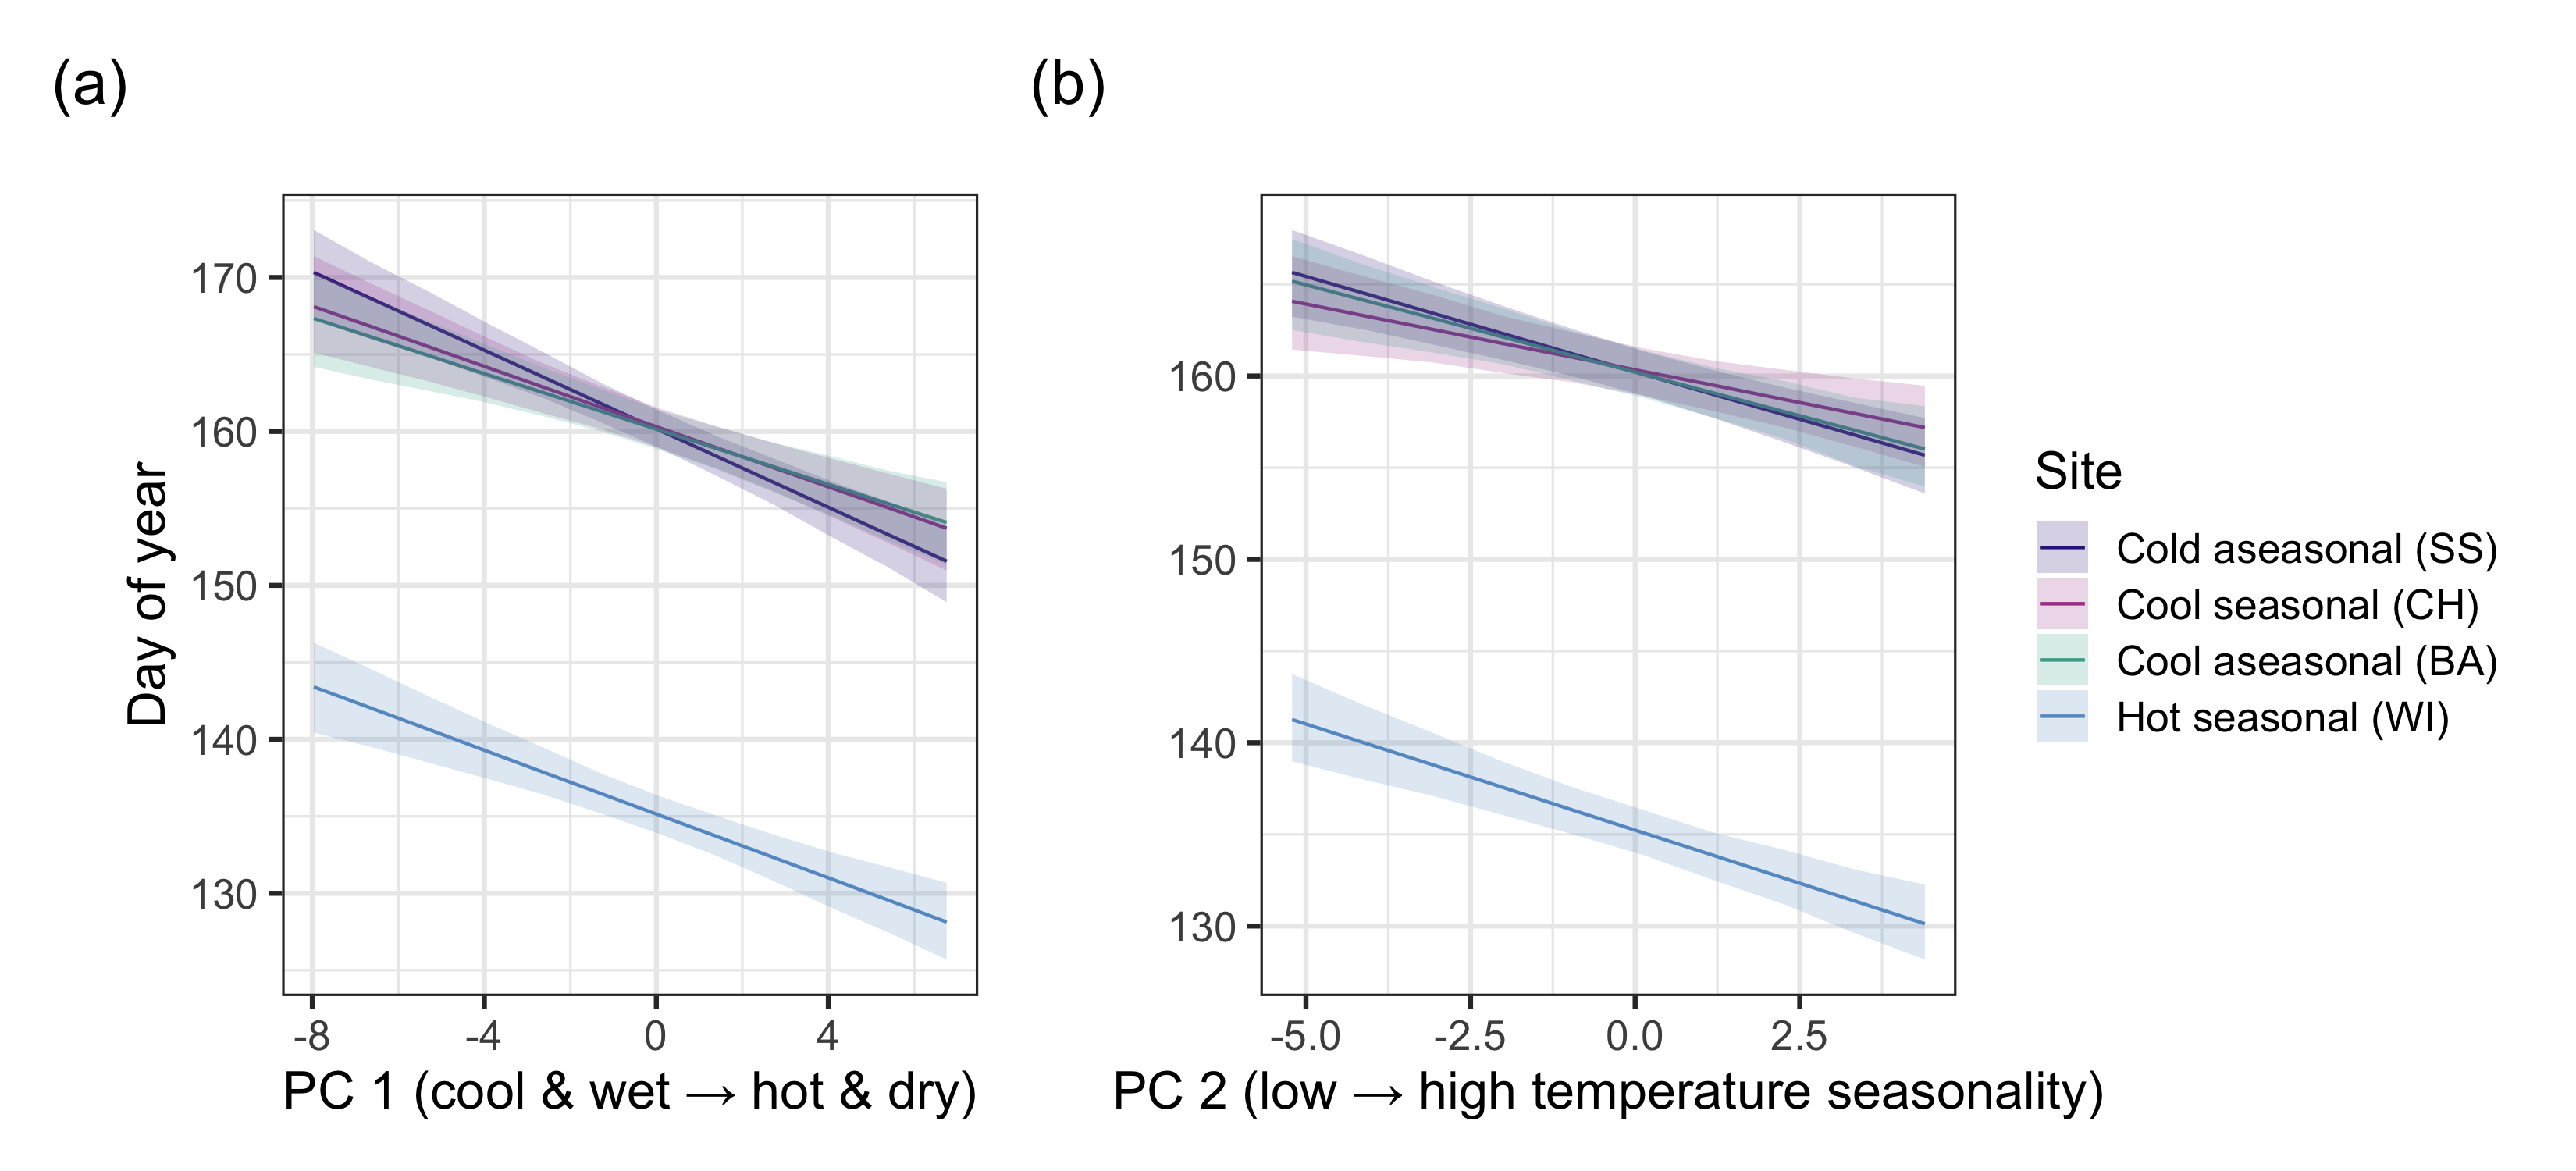 (a)
(b)
Day of year
170
160
150
140
130
-8
-4
0
4
PC 1 (cool & wet → hot & dry)
160
150
140
130
-5.0
-2.5
0.0
2.5
PC 2 (low → high temperature seasonality)
Site
Cold aseasonal (SS)
Cool seasonal (CH)
Cool aseasonal (BA)
Hot seasonal (WI)